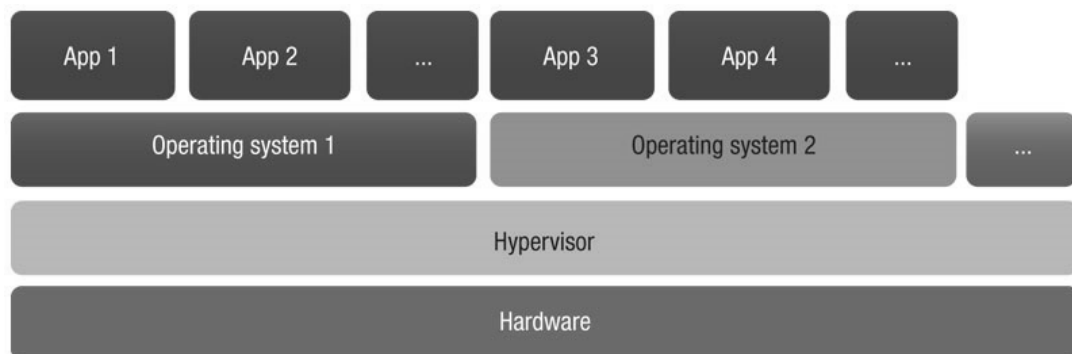 App 1
App 2
...
App 3
App 4
...
Operating system 1
Operating system 2
...
Hypervisor
Hardware